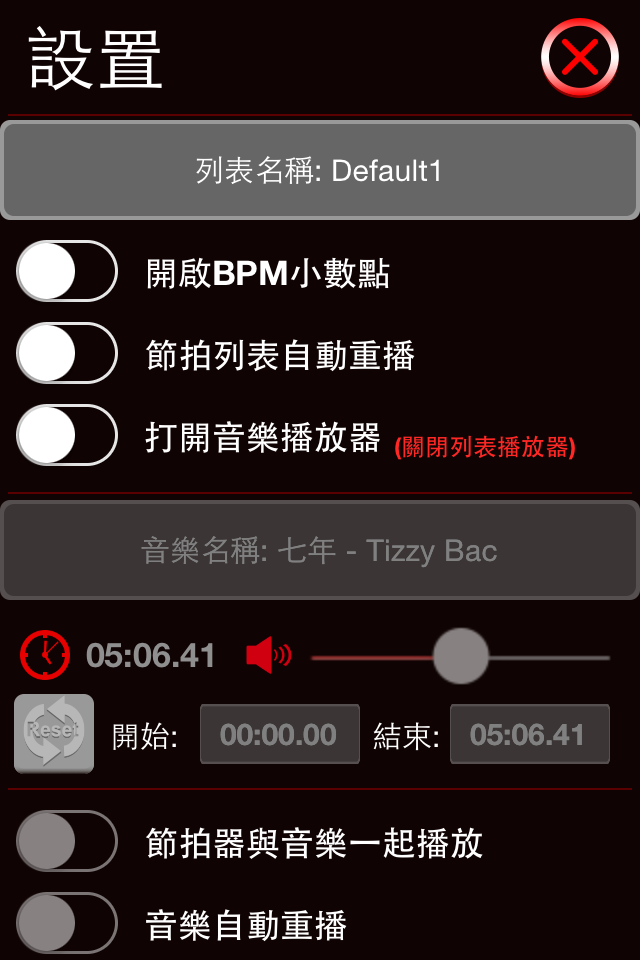 設置
列表名稱: Default1
開啟BPM小數點
節拍列表自動重播
打開音樂播放器 (關閉列表播放器)
音樂名稱: 七年 - Tizzy Bac
05:06.41
Reset 開始: 00:00.00 結束: 05:06.41
節拍器與音樂一起播放
音樂自動重播